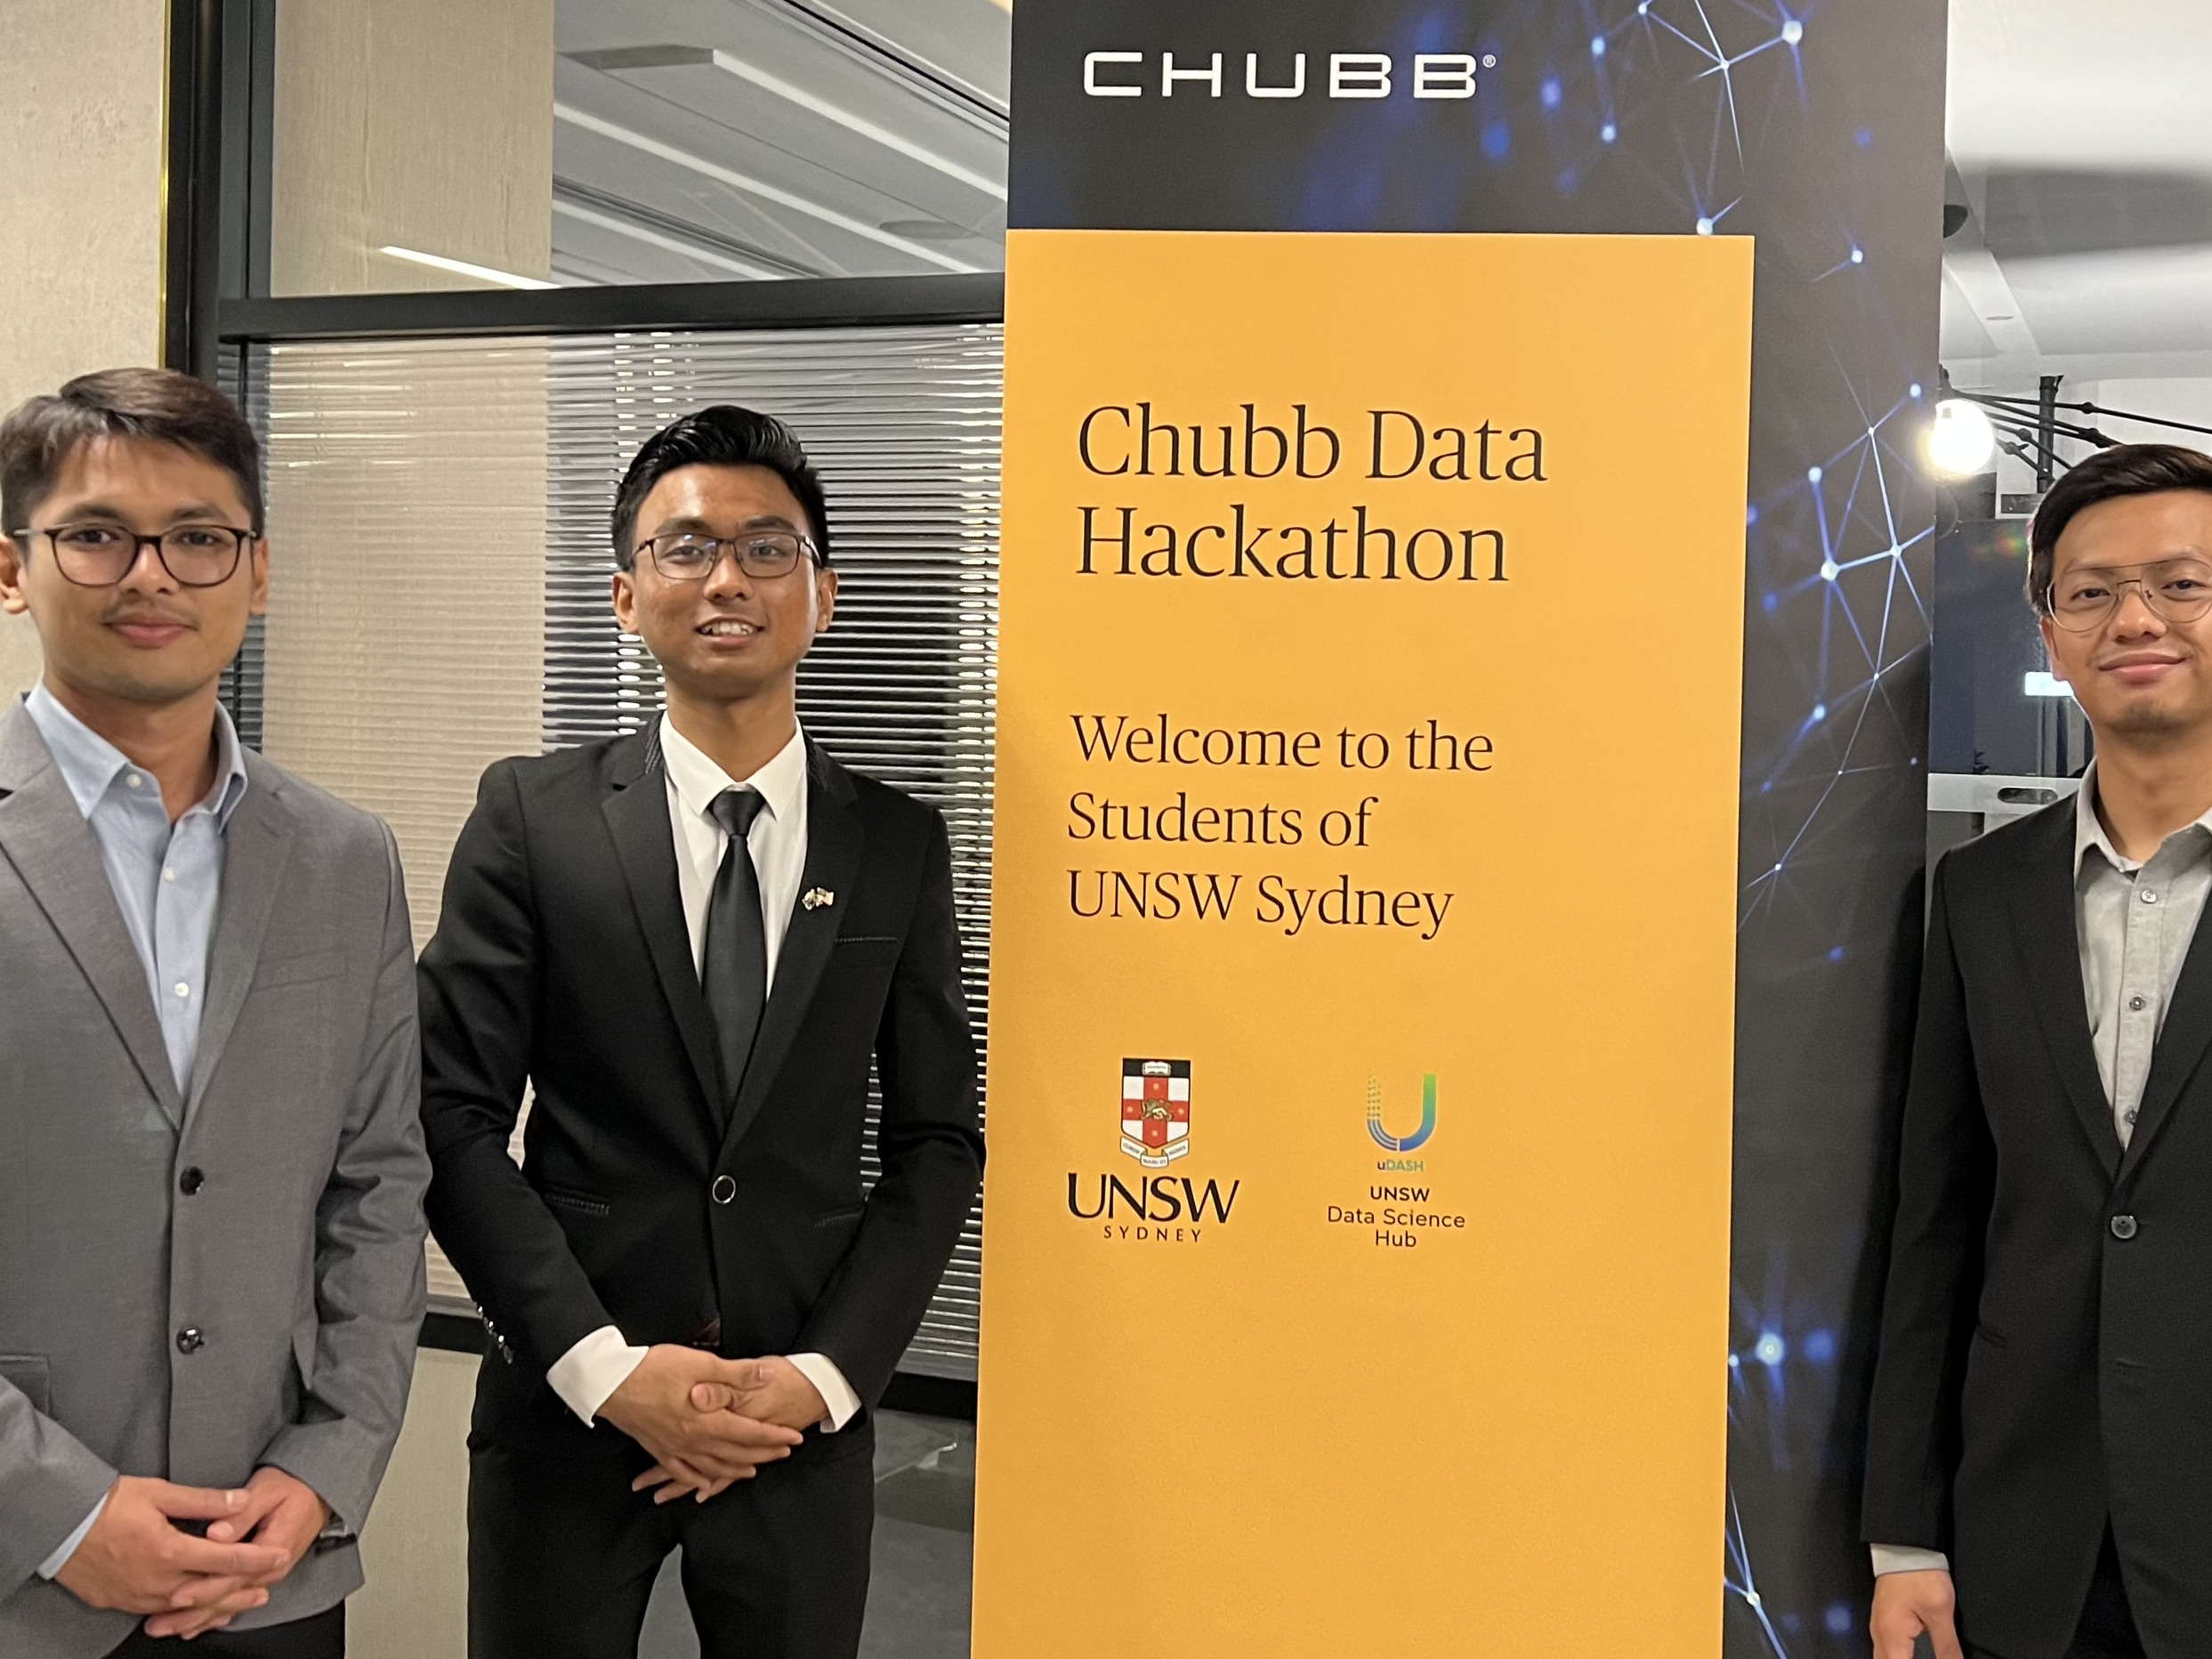 CHUBB®
Chubb Data
Hackathon
Welcome to the
Students of
UNSW Sydney
UNSW
SYDNEY
uDASH
UNSW
Data Science
Hub